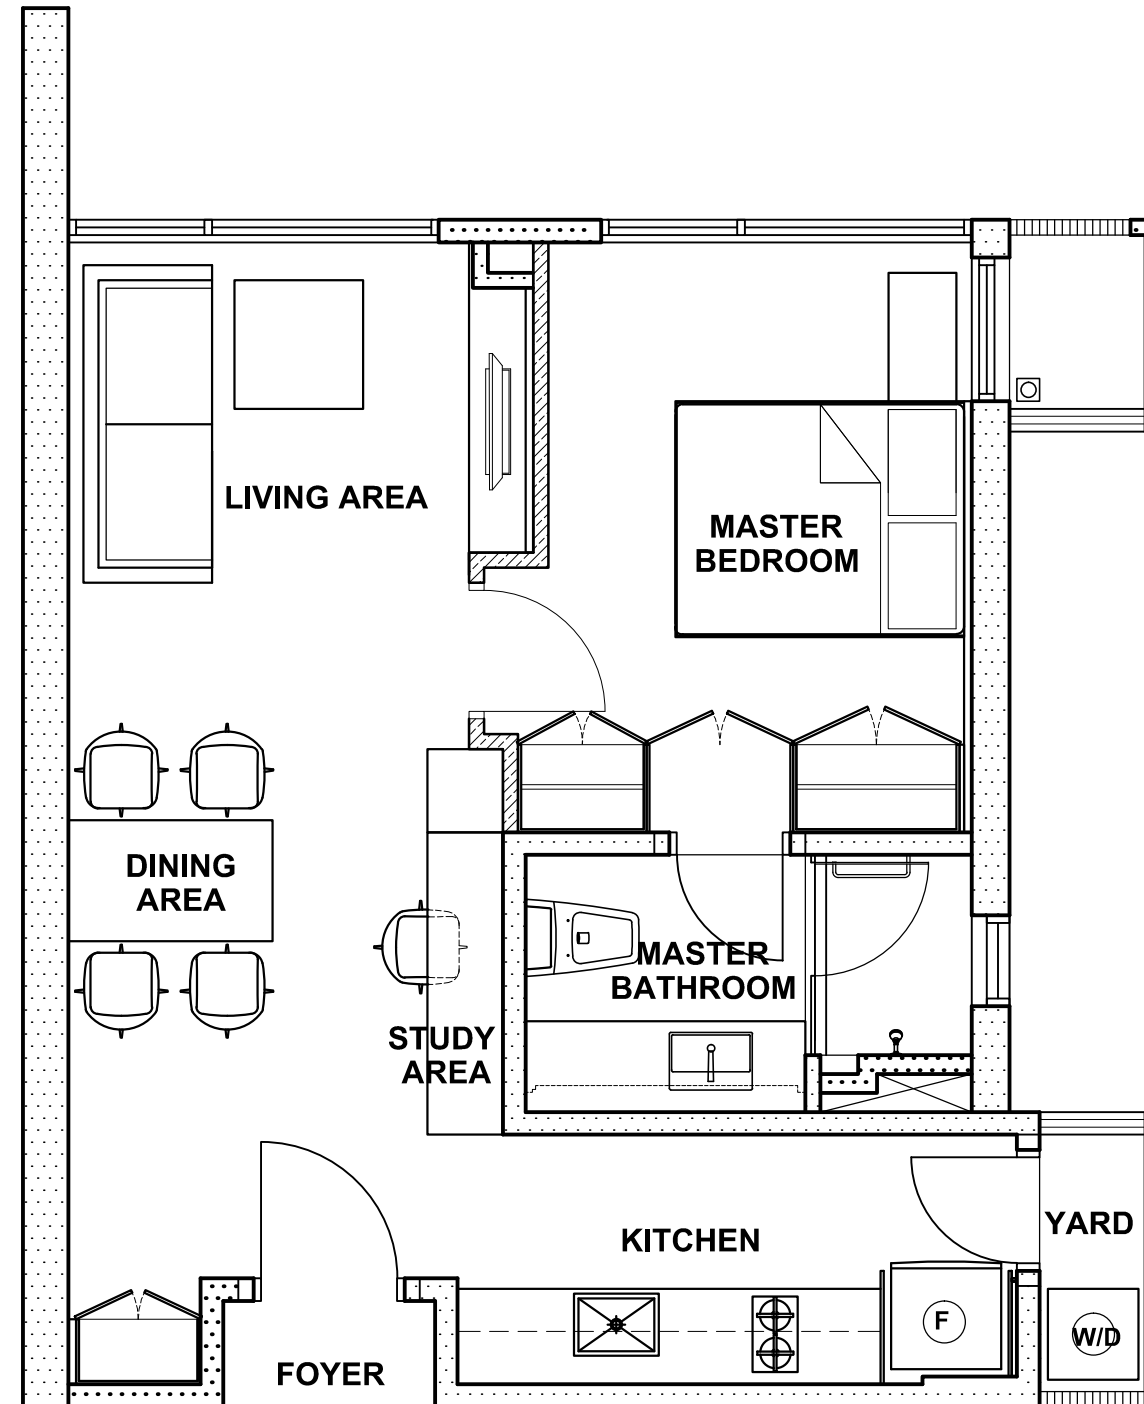 LIVING AREA
MASTER
BEDROOM
DINING
AREA
MASTER
BATHROOM
STUDY
AREA
KITCHEN
YARD
F
W/D
FOYER